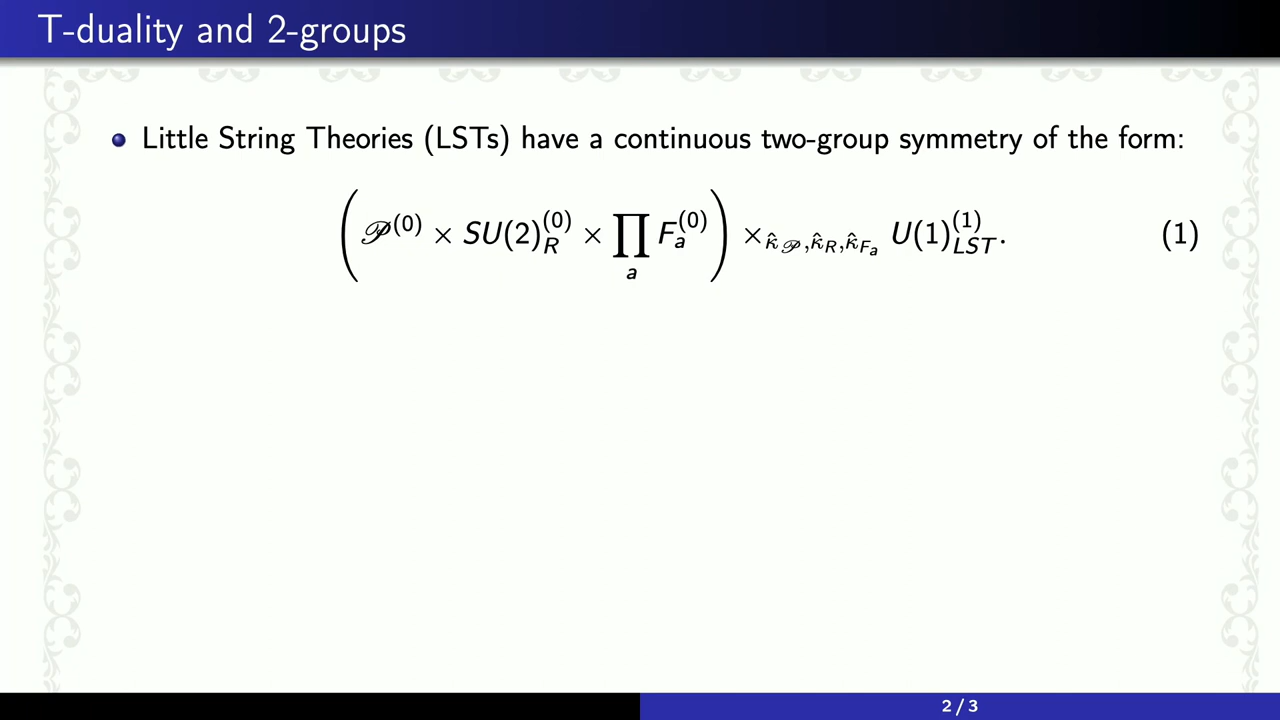 T-duality and 2-groups
Little String Theories (LSTs) have a continuous two-group symmetry of the form:
(𝒫^(0) × SU(2)_R^(0) × ∏_a F_a^(0)) ×_{κ̂_𝒫, κ̂_R, κ̂_{F_a}} U(1)_LST^(1). (1)
2 / 3